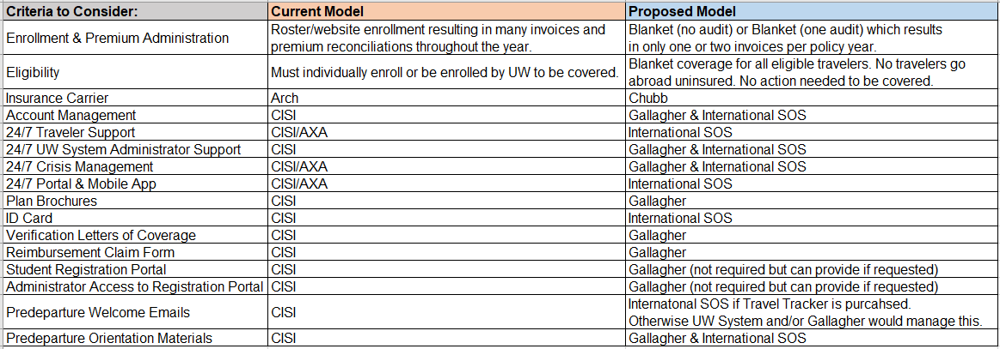 Criteria to Consider: Current Model Proposed Model
Enrollment & Premium Administration Roster/website enrollment resulting in many invoices and premium reconciliations throughout the year. Blanket (no audit) or Blanket (one audit) which results in only one or two invoices per policy year.
Eligibility Must individually enroll or be enrolled by UW to be covered. Blanket coverage for all eligible travelers. No travelers go abroad uninsured. No action needed to be covered.
Insurance Carrier Arch Chubb
Account Management CISI Gallagher & International SOS
24/7 Traveler Support CISI/AXA International SOS
24/7 UW System Administrator Support CISI Gallagher & International SOS
24/7 Crisis Management CISI/AXA Gallagher & International SOS
24/7 Portal & Mobile App CISI/AXA International SOS
Plan Brochures CISI Gallagher
ID Card CISI International SOS
Verification Letters of Coverage CISI Gallagher
Reimbursement Claim Form CISI Gallagher
Student Registration Portal CISI Gallagher (not required but can provide if requested)
Administrator Access to Registration Portal CISI Gallagher (not required but can provide if requested)
Predeparture Welcome Emails CISI Internatonal SOS if Travel Tracker is purcahsed. Otherwise UW System and/or Gallagher would manage this.
Predeparture Orientation Materials CISI Gallagher & International SOS